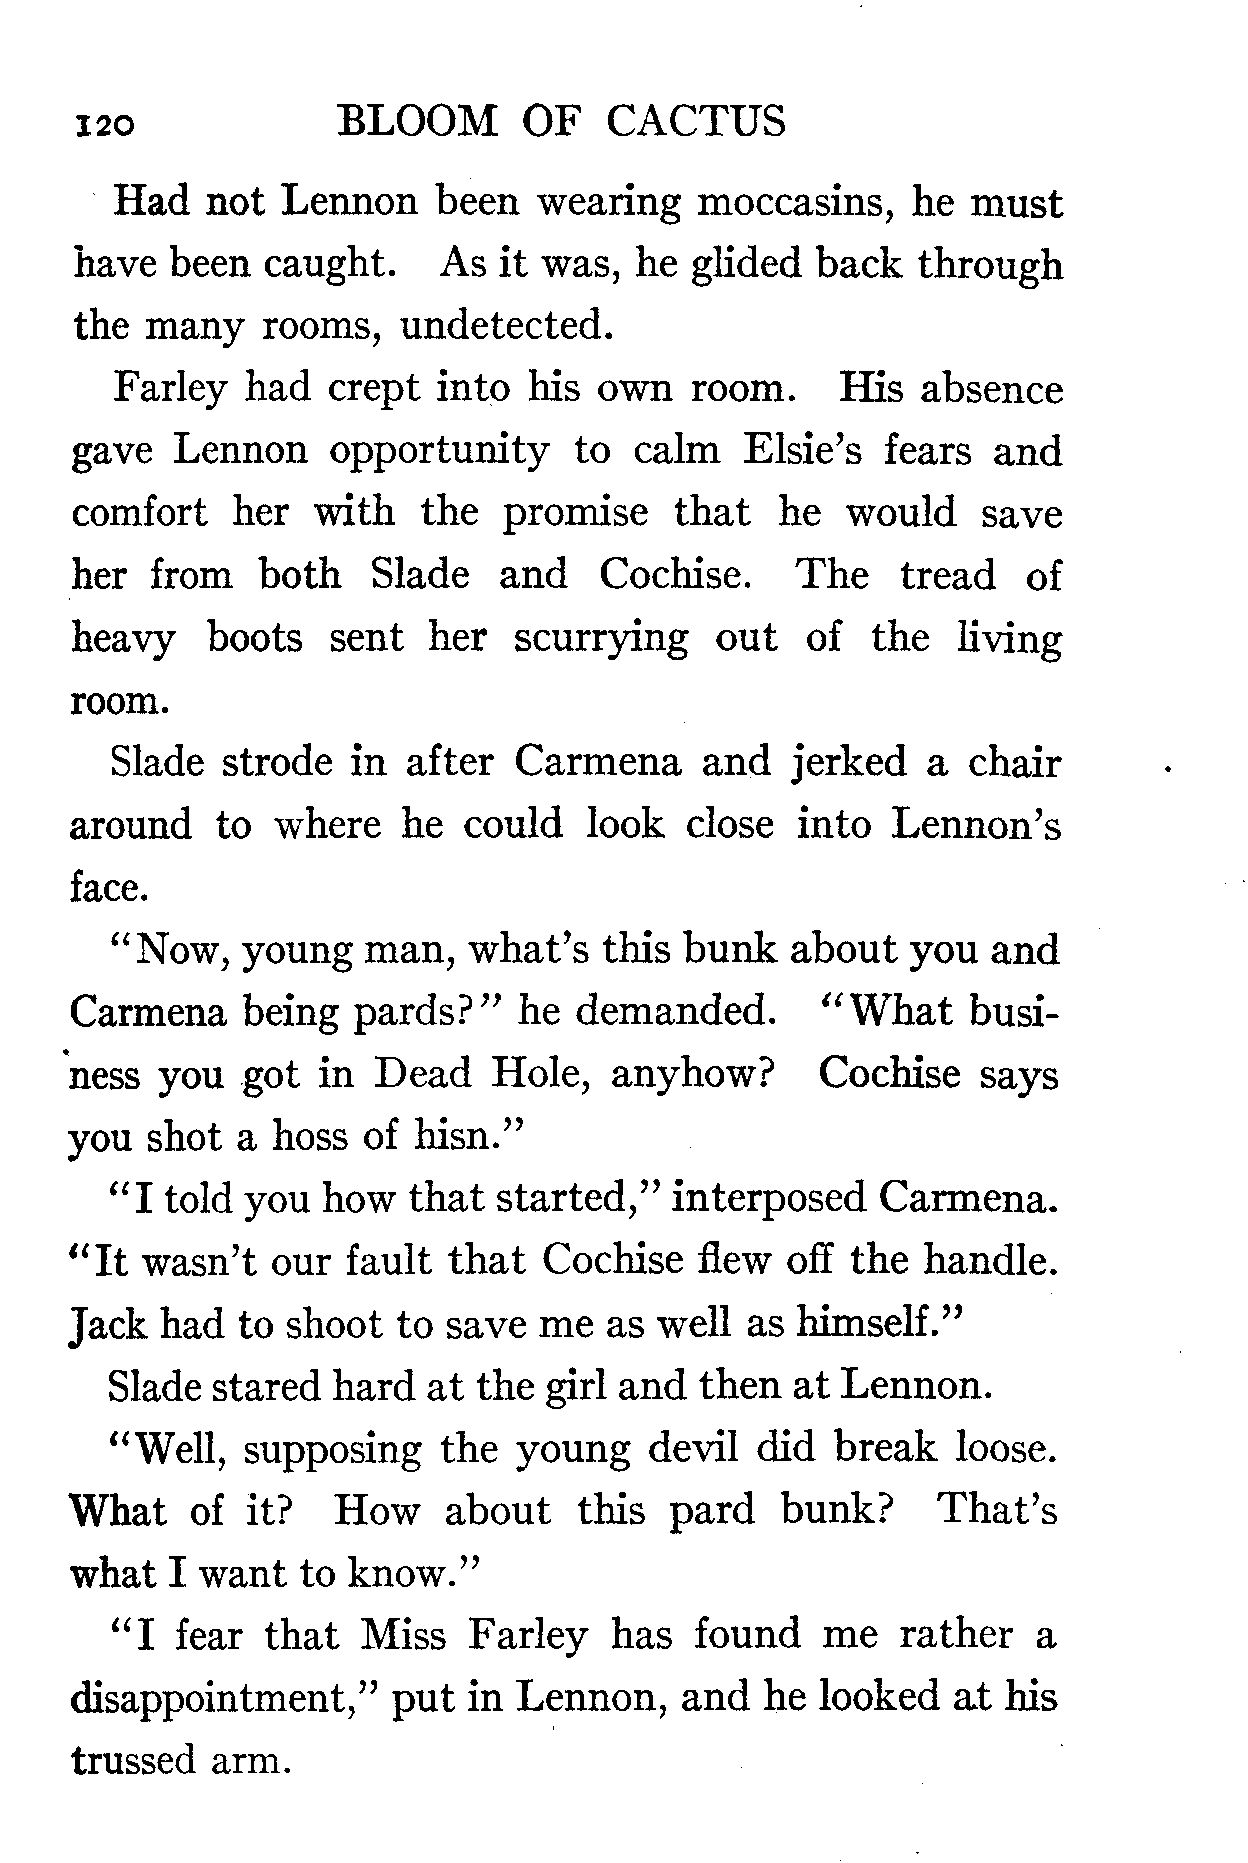 120 BLOOM OF CACTUS
Had not Lennon been wearing moccasins, he must
have been caught. As it was, he glided back through
the many rooms, undetected.
Farley had crept into his own room. His absence
gave Lennon opportunity to calm Elsie's fears and
comfort her with the promise that he would save
her from both Slade and Cochise. The tread of
heavy boots sent her scurrying out of the living
room.
Slade strode in after Carmena and jerked a chair
around to where he could look close into Lennon's
face.
"Now, young man, what's this bunk about you and
Carmena being pards?" he demanded. "What busi-
ness you got in Dead Hole, anyhow? Cochise says
you shot a hoss of hisn."
"I told you how that started," interposed Carmena.
"It wasn't our fault that Cochise flew off the handle.
Jack had to shoot to save me as well as himself."
Slade stared hard at the girl and then at Lennon.
"Well, supposing the young devil did break loose.
What of it? How about this pard bunk? That's
what I want to know."
"I fear that Miss Farley has found me rather a
disappointment," put in Lennon, and he looked at his
trussed arm.